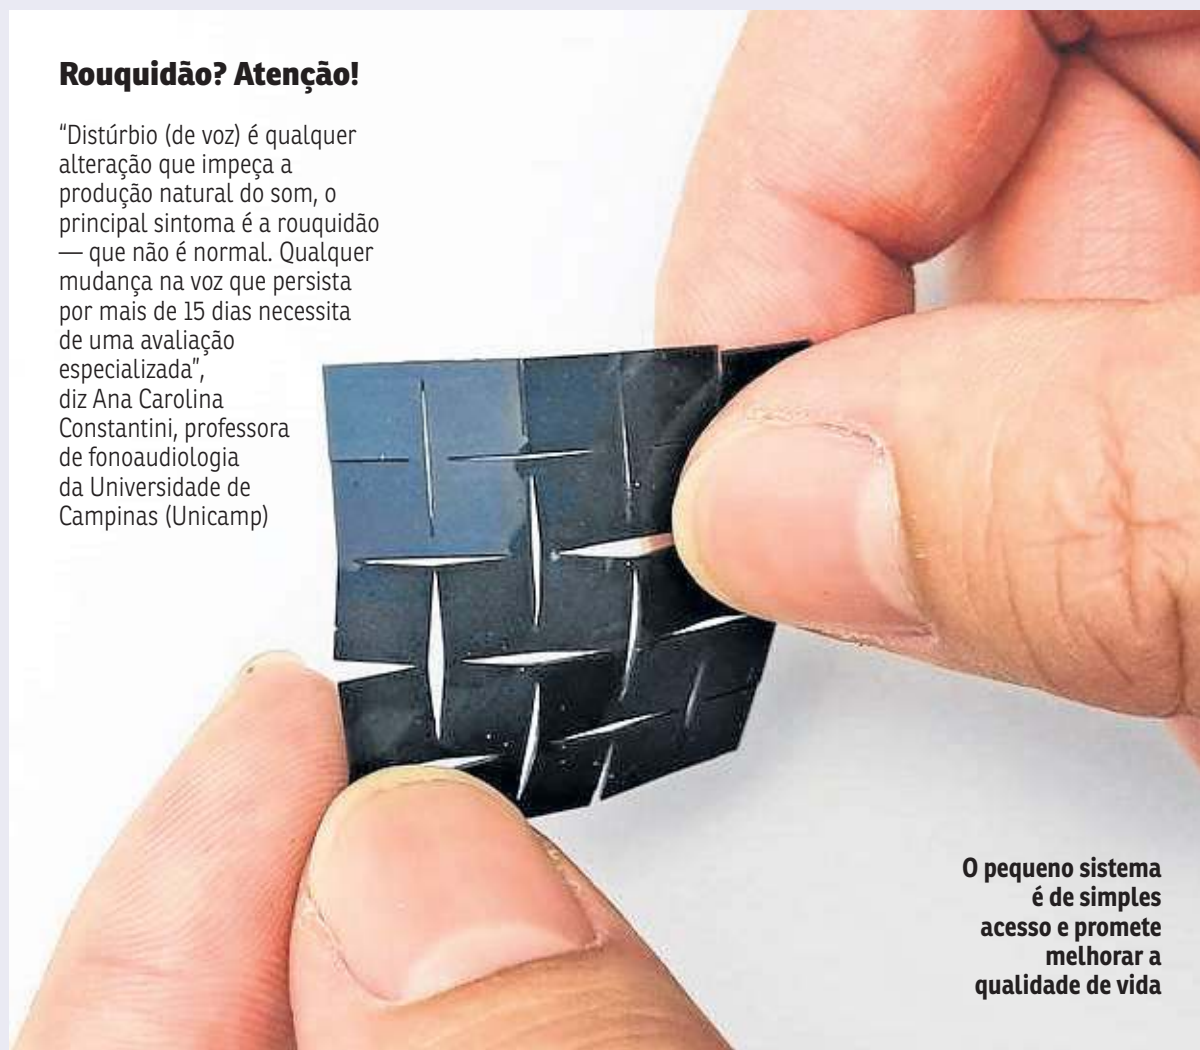 Rouquidão? Atenção!
“Distúrbio (de voz) é qualquer
alteração que impeça a
produção natural do som, o
principal sintoma é a rouquidão
— que não é normal. Qualquer
mudança na voz que persista
por mais de 15 dias necessita
de uma avaliação
especializada”,
diz Ana Carolina
Constantini, professora
de fonoaudiologia
da Universidade de
Campinas (Unicamp)
O pequeno sistema
é de simples
acesso e promete
melhorar a
qualidade de vida